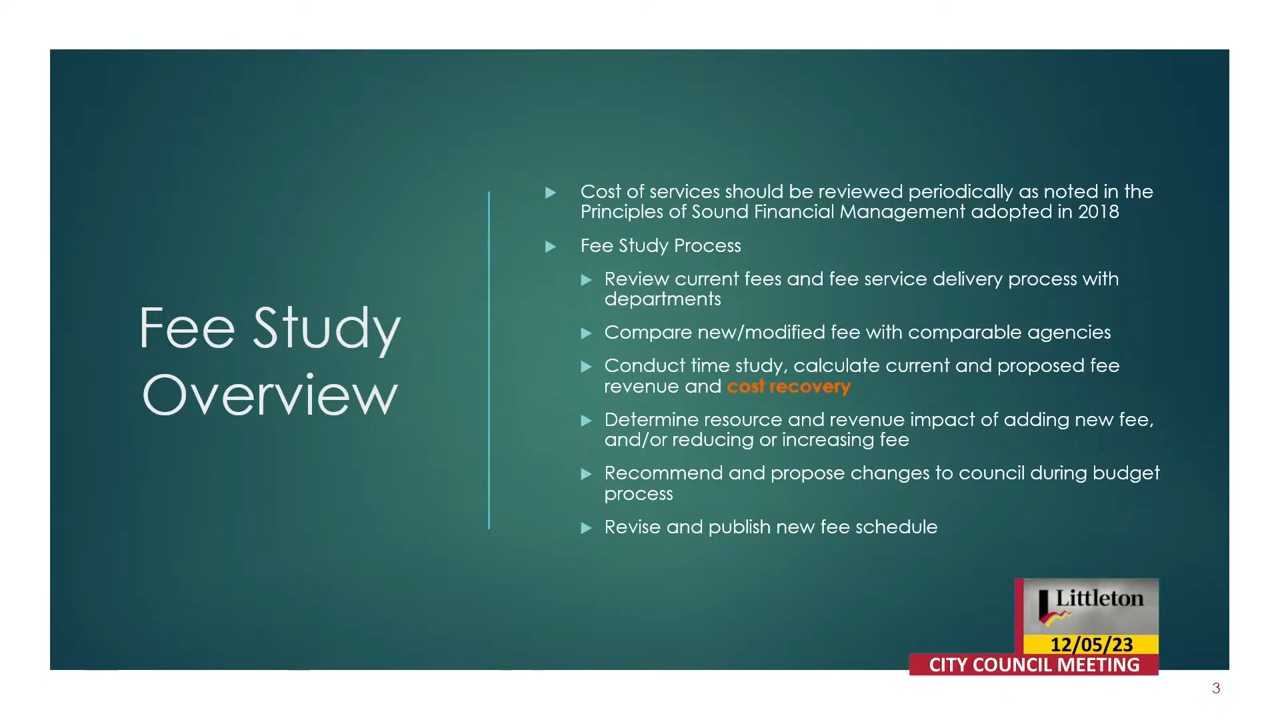 Fee Study
Overview
Cost of services should be reviewed periodically as noted in the
Principles of Sound Financial Management adopted in 2018
Fee Study Process
Review current fees and fee service delivery process with
departments
Compare new/modified fee with comparable agencies
Conduct time study, calculate current and proposed fee
revenue and cost recovery
Determine resource and revenue impact of adding new fee,
and/or reducing or increasing fee
Recommend and propose changes to council during budget
process
Revise and publish new fee schedule
Littleton
12/05/23
CITY COUNCIL MEETING
3